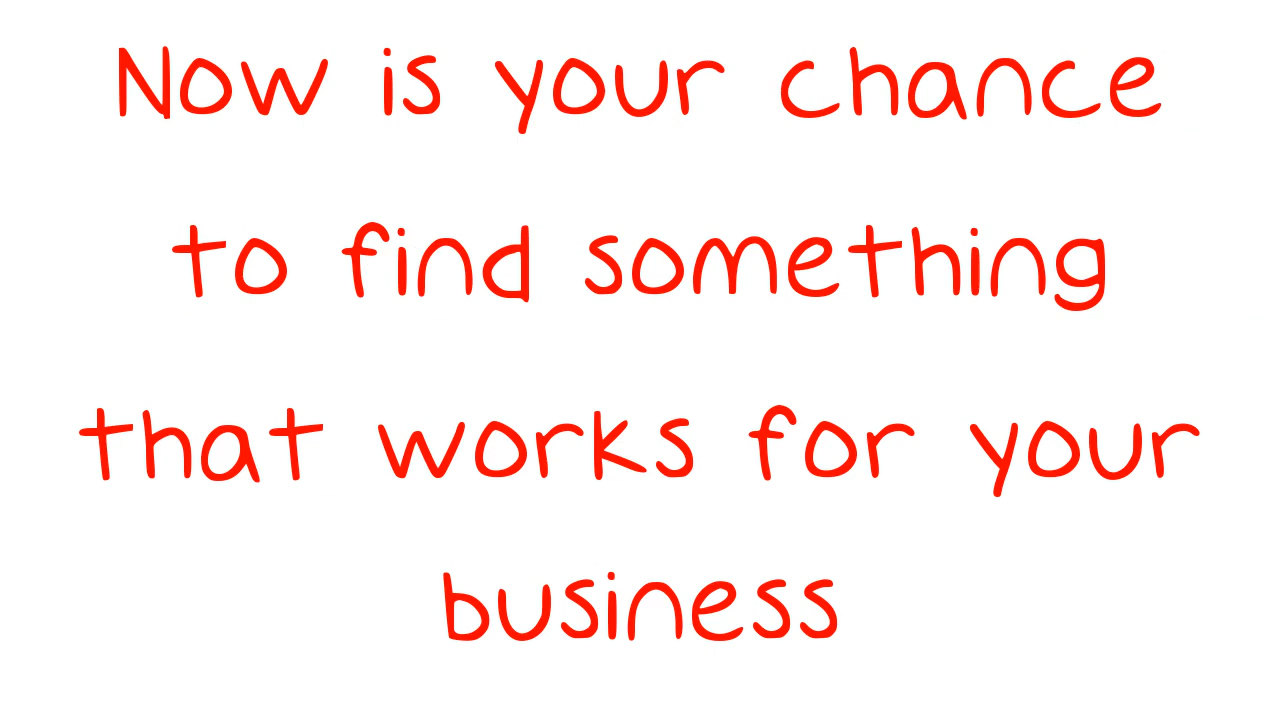 Now is your chance
to find something
that works for your
business